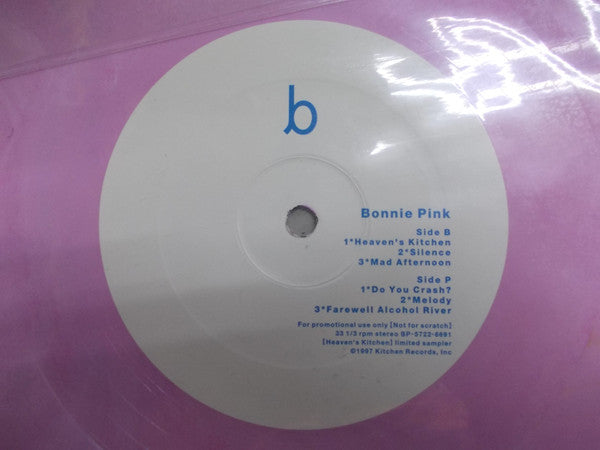 b
Bonnie Pink
Side B
1*Heaven's Kitchen
2*Silence
3*Mad Afternoon
Side P
1*Do You Crash?
2*Melody
3*Farewell Alcohol River
For promotional use only [Not for scratch]
33 1/3 rpm stereo BP-5722-6991
[Heaven's Kitchen] limited sampler
©1997 Kitchen Records, Inc